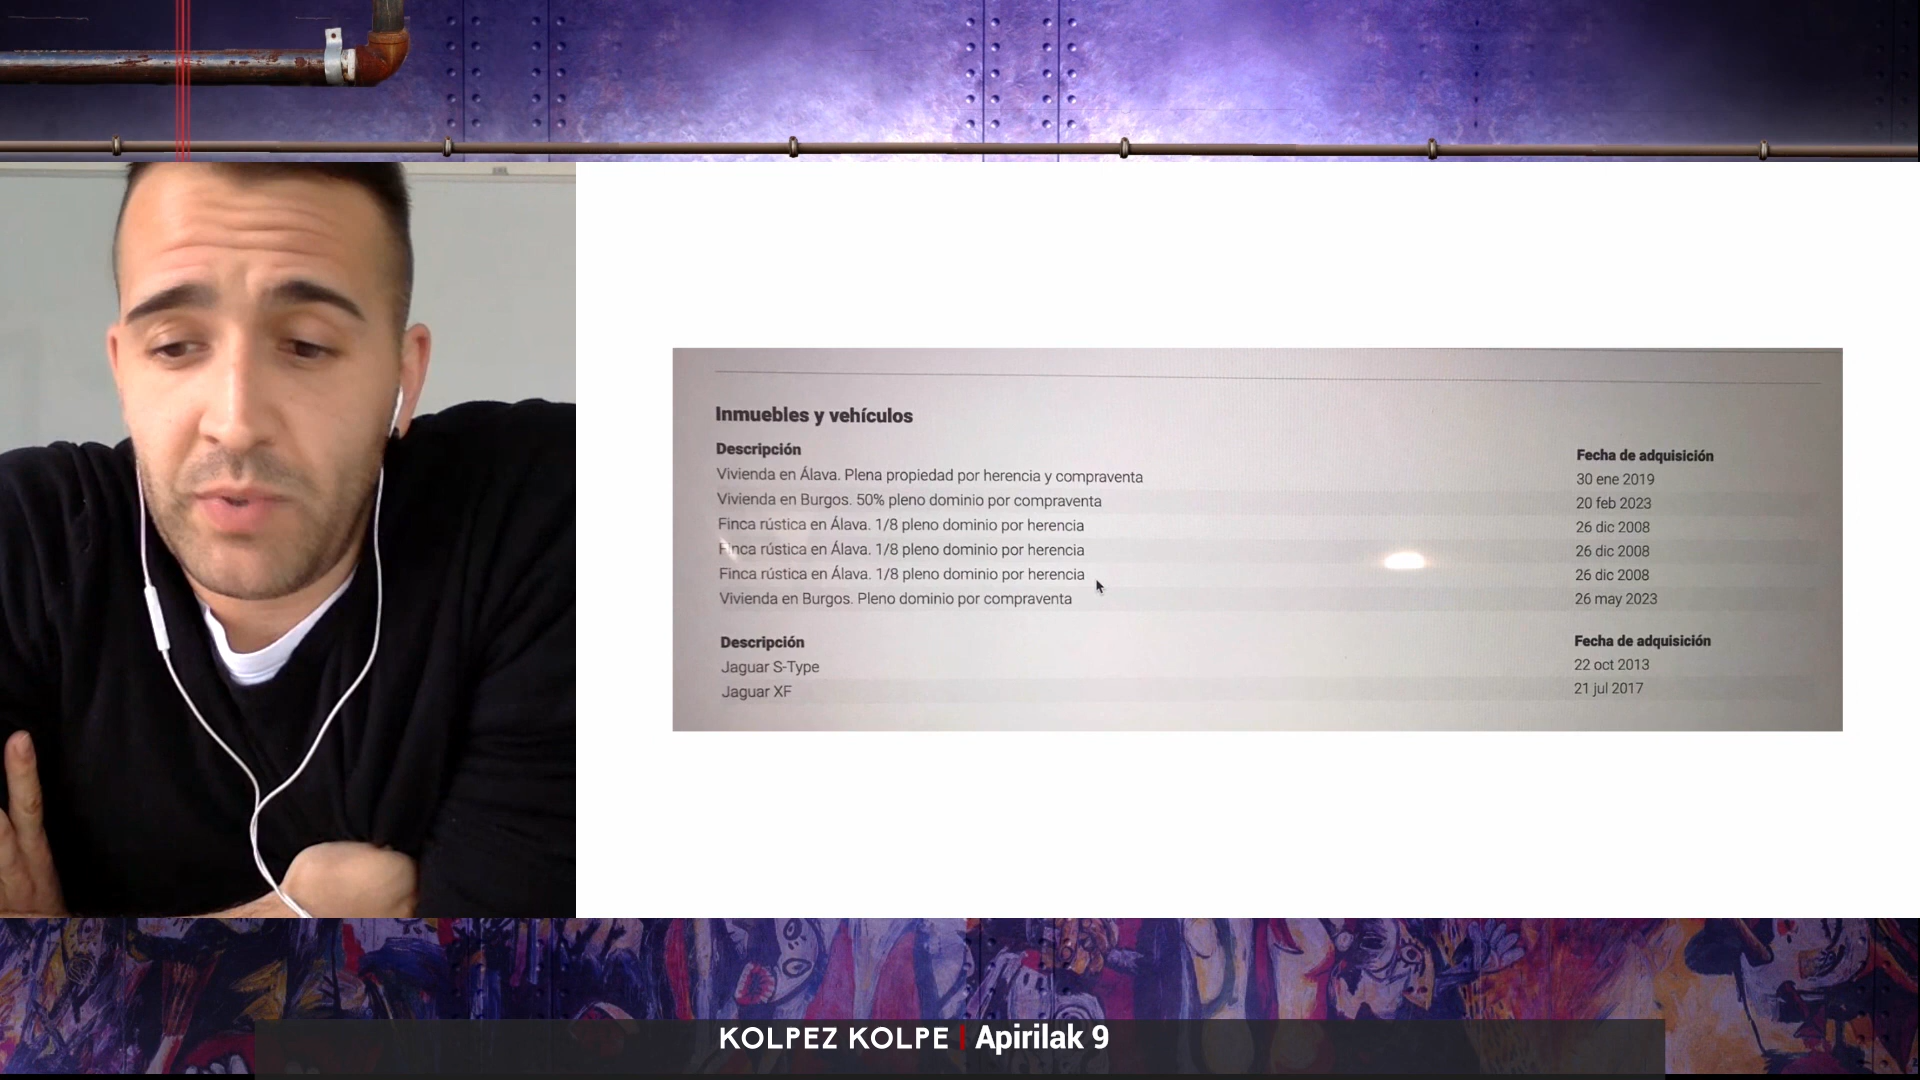 Inmuebles y vehículos
Descripción Fecha de adquisición
Vivienda en Álava. Plena propiedad por herencia y compraventa 30 ene 2019
Vivienda en Burgos. 50% pleno dominio por compraventa 20 feb 2023
Finca rústica en Álava. 1/8 pleno dominio por herencia 26 dic 2008
Finca rústica en Álava. 1/8 pleno dominio por herencia 26 dic 2008
Finca rústica en Álava. 1/8 pleno dominio por herencia 26 dic 2008
Vivienda en Burgos. Pleno dominio por compraventa 26 may 2023
Descripción Fecha de adquisición
Jaguar S-Type 22 oct 2013
Jaguar XF 21 jul 2017
KOLPEZ KOLPE | Apirilak 9